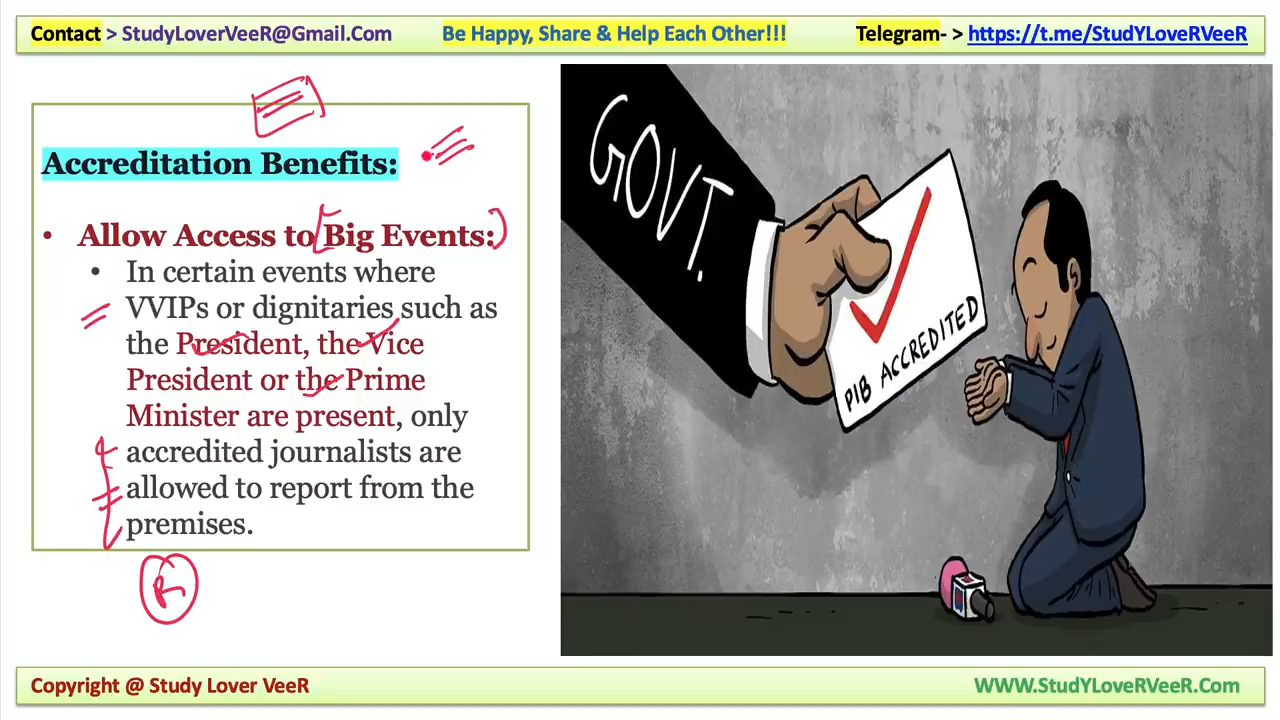 Contact > StudyLoverVeeR@Gmail.Com Be Happy, Share & Help Each Other!!! Telegram- > https://t.me/StudYLoveRVeeR
Accreditation Benefits:
• Allow Access to Big Events:
• In certain events where
VVIPs or dignitaries such as
the President, the Vice
President or the Prime
Minister are present, only
accredited journalists are
allowed to report from the
premises.
R
GOVT.
PIB ACCREDITED
Copyright @ Study Lover VeeR WWW.StudYLoveRVeeR.Com